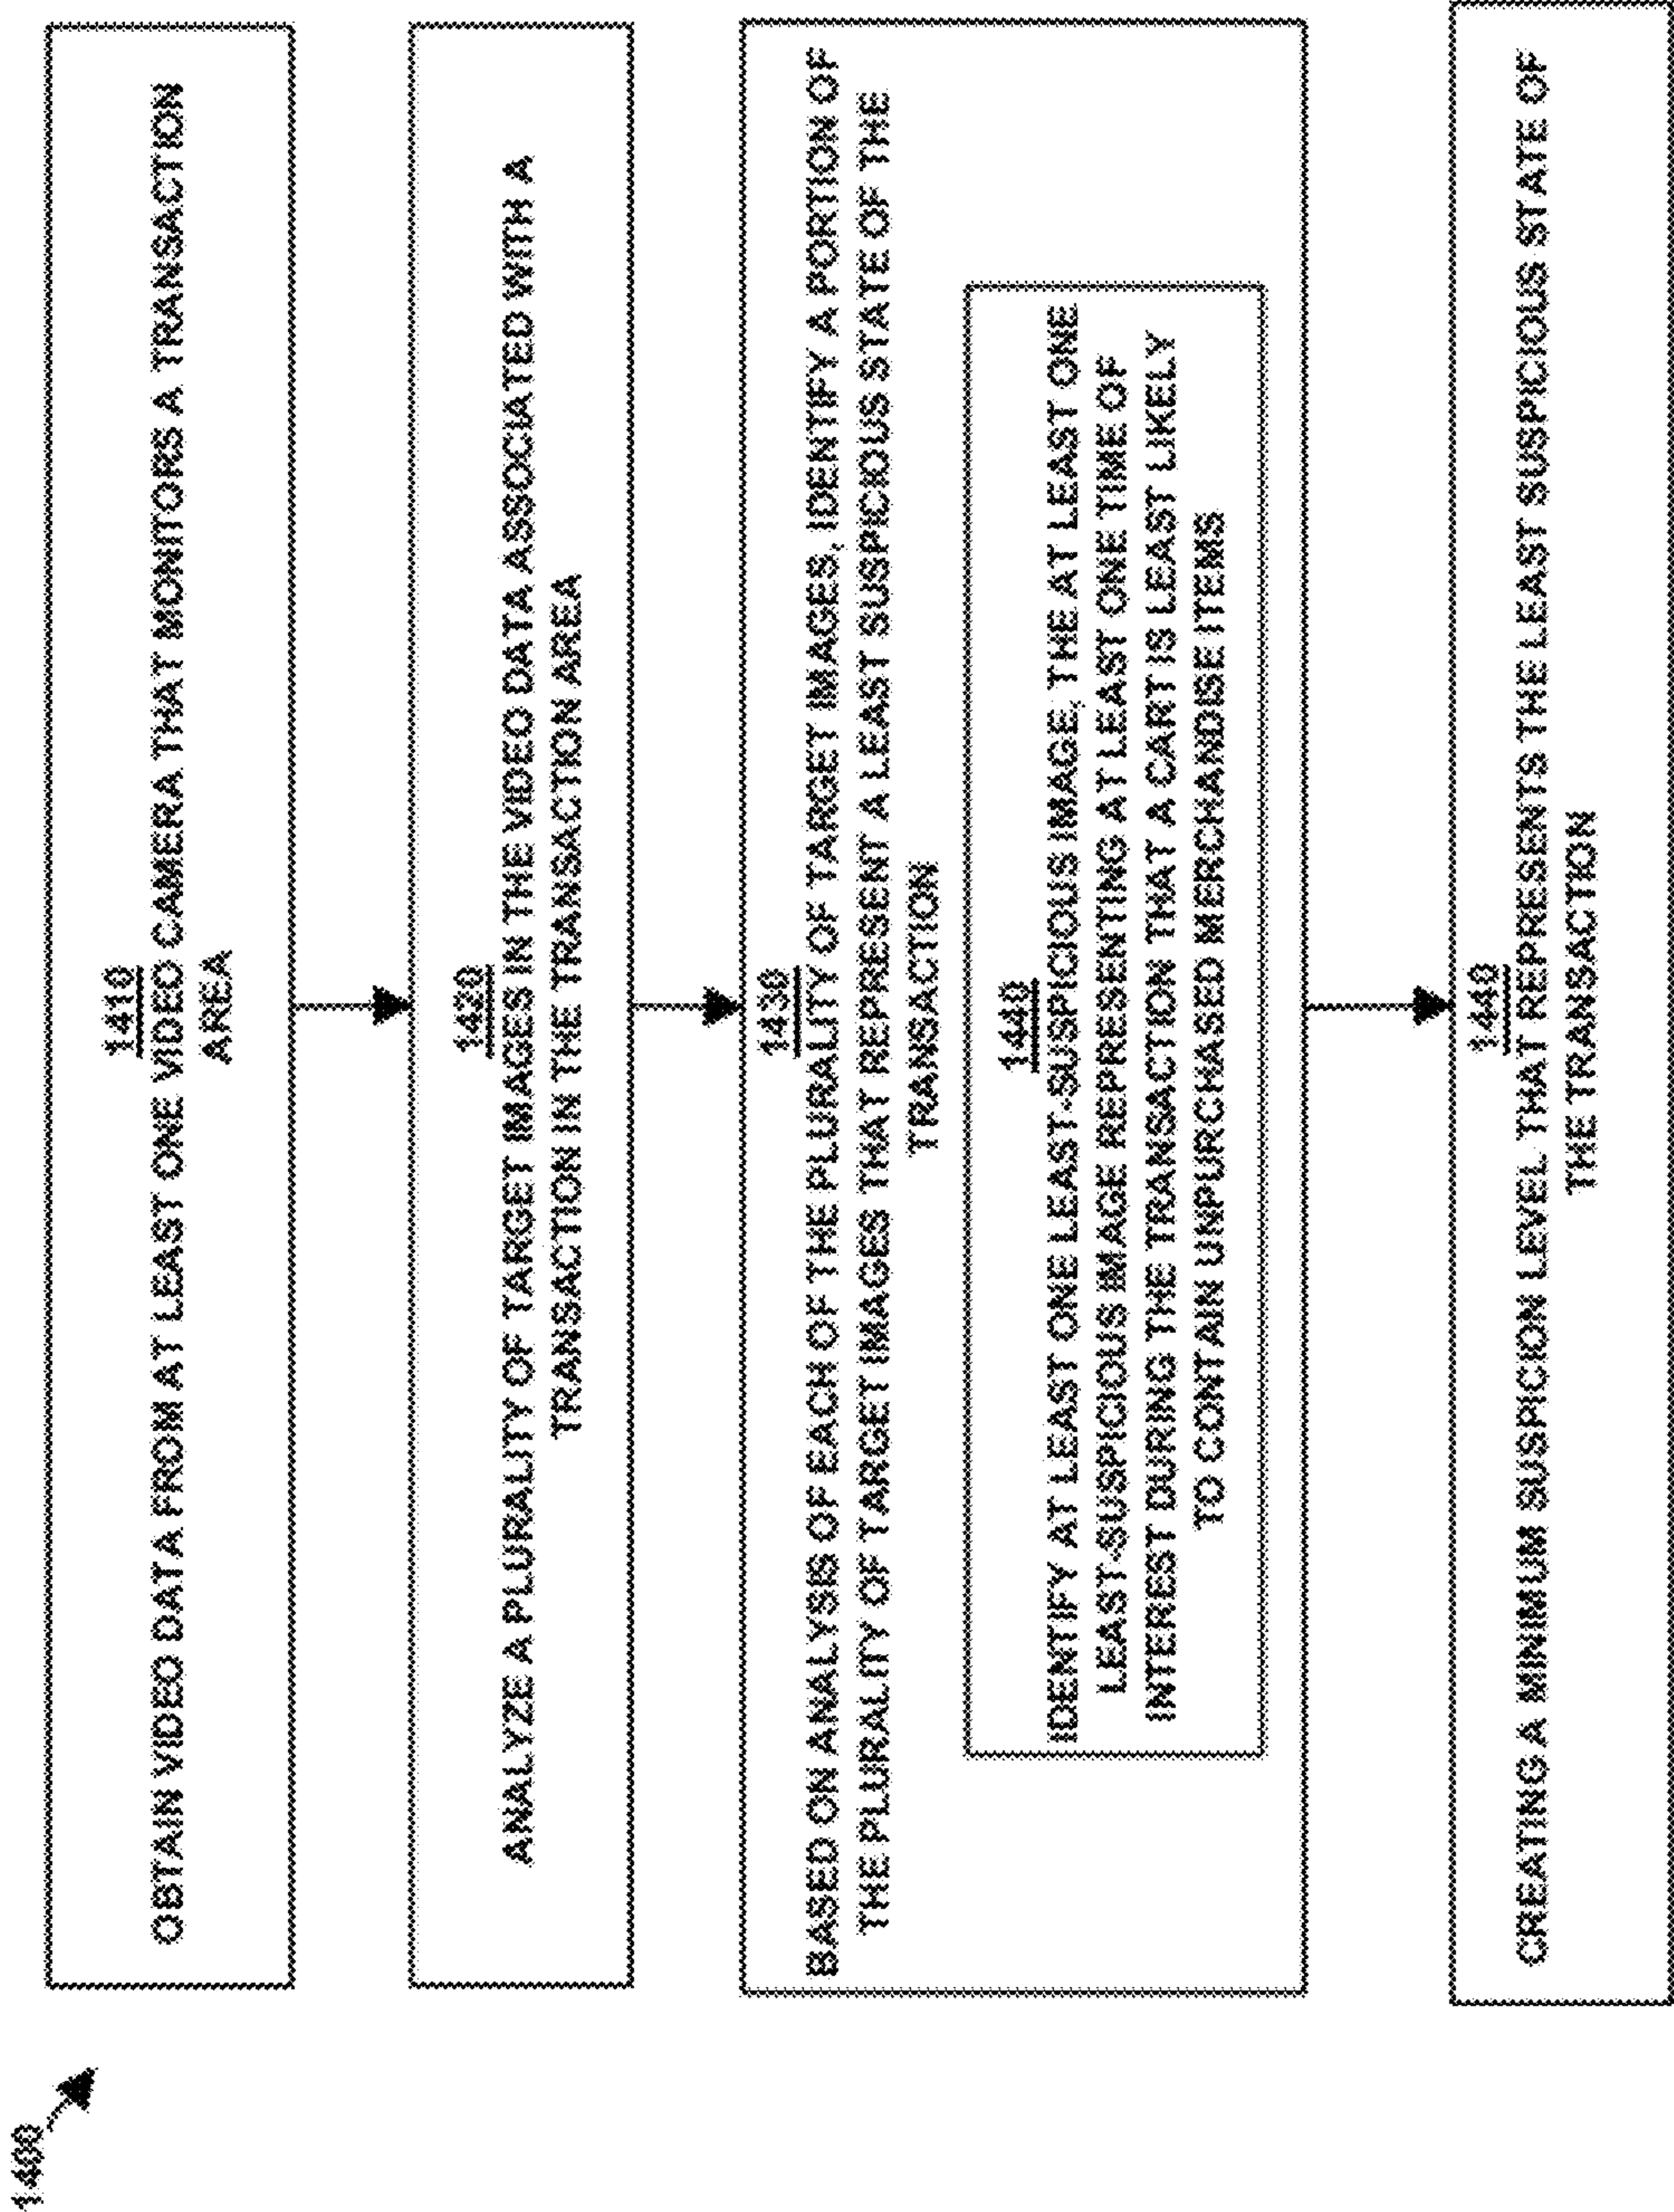 1400
1410
OBTAIN VIDEO DATA FROM AT LEAST ONE VIDEO CAMERA THAT MONITORS A TRANSACTION
AREA
1420
ANALYZE A PLURALITY OF TARGET IMAGES IN THE VIDEO DATA ASSOCIATED WITH A
TRANSACTION IN THE TRANSACTION AREA
1430
BASED ON ANALYSIS OF EACH OF THE PLURALITY OF TARGET IMAGES, IDENTIFY A PORTION OF
THE PLURALITY OF TARGET IMAGES THAT REPRESENT A LEAST SUSPICIOUS STATE OF THE
TRANSACTION
1440
IDENTIFY AT LEAST ONE LEAST-SUSPICIOUS IMAGE, THE AT LEAST ONE
LEAST-SUSPICIOUS IMAGE REPRESENTING AT LEAST ONE TIME OF
INTEREST DURING THE TRANSACTION THAT A CART IS LEAST LIKELY
TO CONTAIN UNPURCHASED MERCHANDISE ITEMS
1440
CREATING A MINIMUM SUSPICION LEVEL THAT REPRESENTS THE LEAST SUSPICIOUS STATE OF
THE TRANSACTION